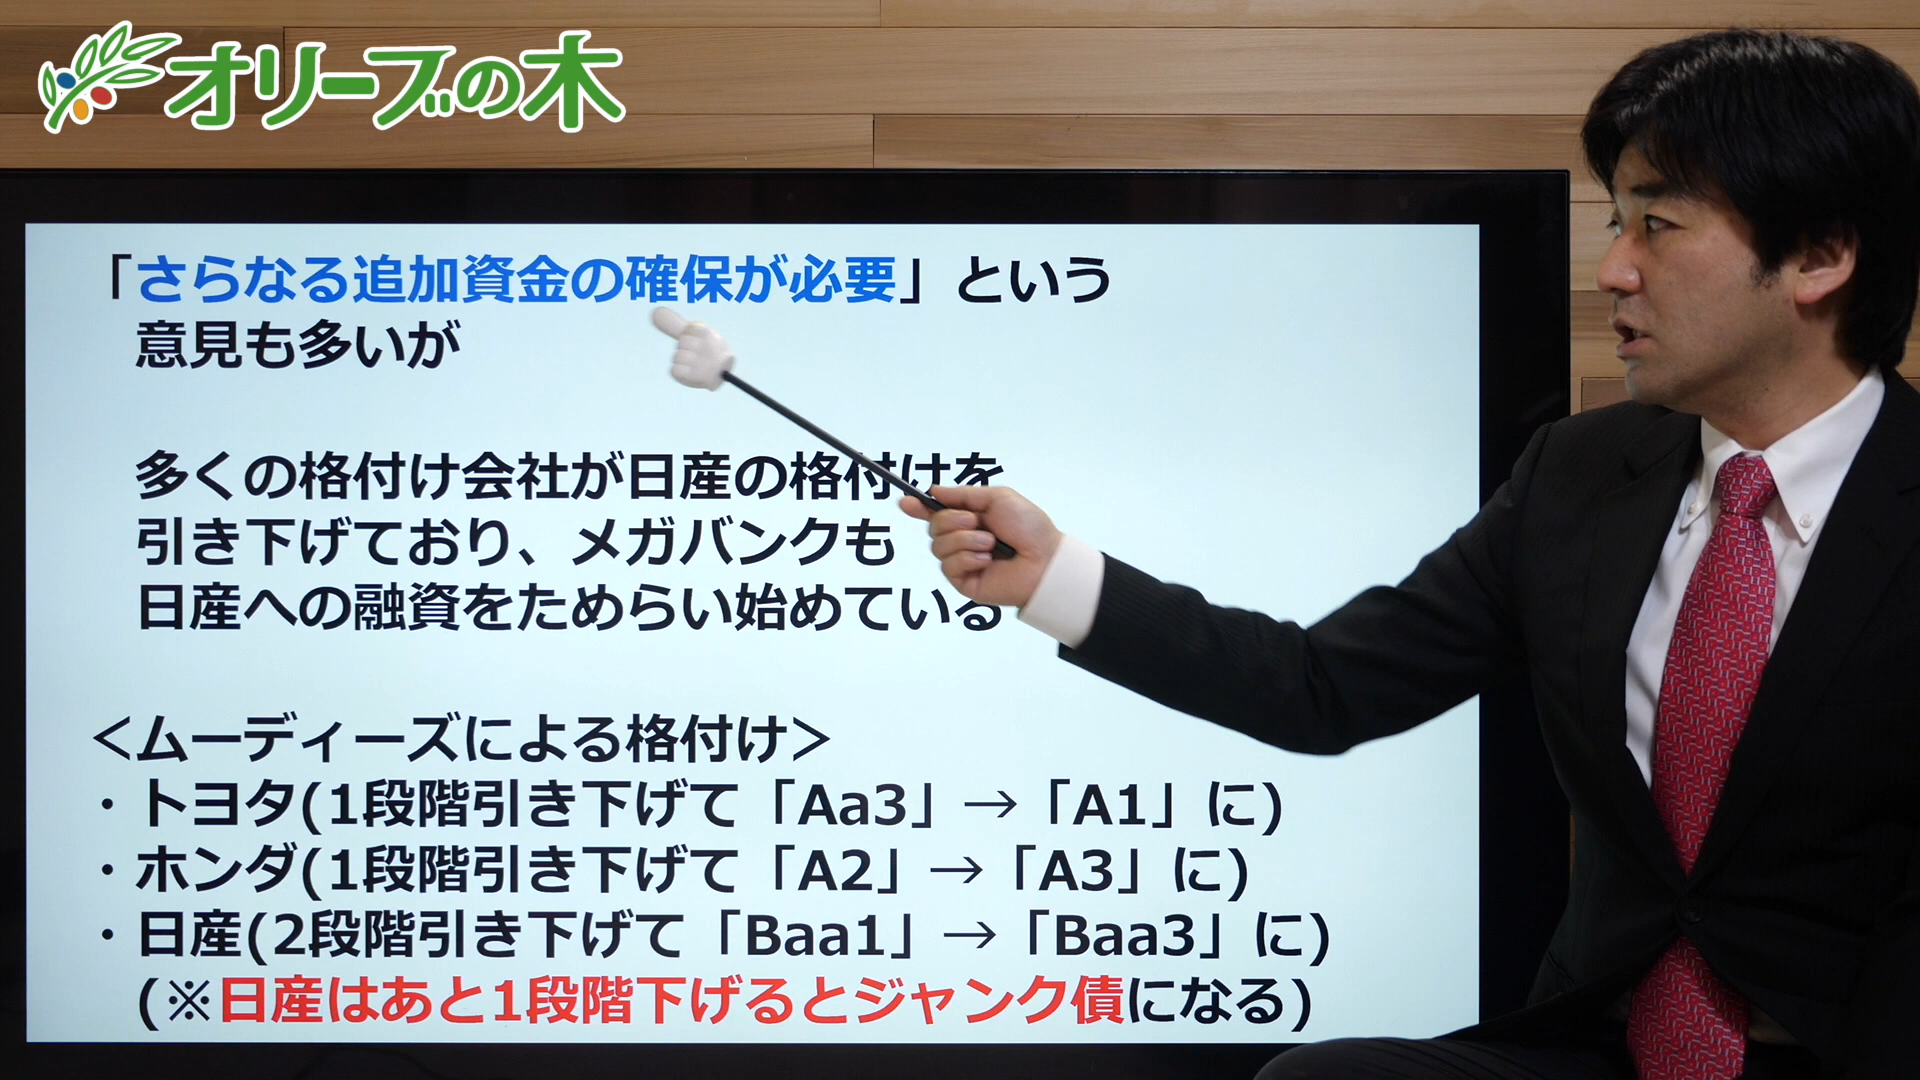 オリーブの木
「さらなる追加資金の確保が必要」という
意見も多いが
多くの格付け会社が日産の格付けを
引き下げており、メガバンクも
日産への融資をためらい始めている
＜ムーディーズによる格付け＞
・トヨタ(1段階引き下げて「Aa3」→「A1」に)
・ホンダ(1段階引き下げて「A2」→「A3」に)
・日産(2段階引き下げて「Baa1」→「Baa3」に)
(※日産はあと1段階下げるとジャンク債になる)